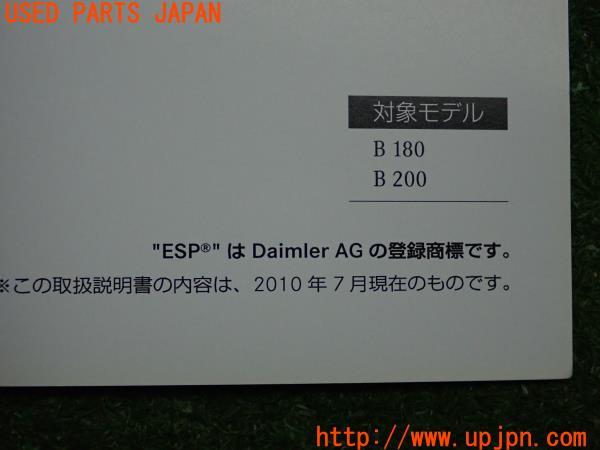 USED PARTS JAPAN
対象モデル
B 180
B 200
"ESP®" は Daimler AG の登録商標です。
※この取扱説明書の内容は、2010 年 7 月現在のものです。
http://www.upjpn.com